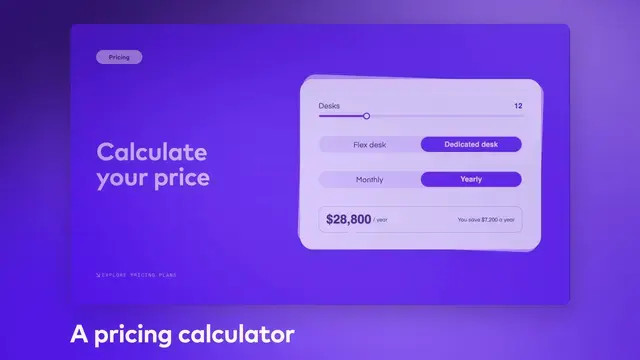 Pricing
Calculate
your price
EXPLORE PRICING PLANS
Desks 12
Flex desk Dedicated desk
Monthly Yearly
$28,800 / year You save $7,200 a year
A pricing calculator